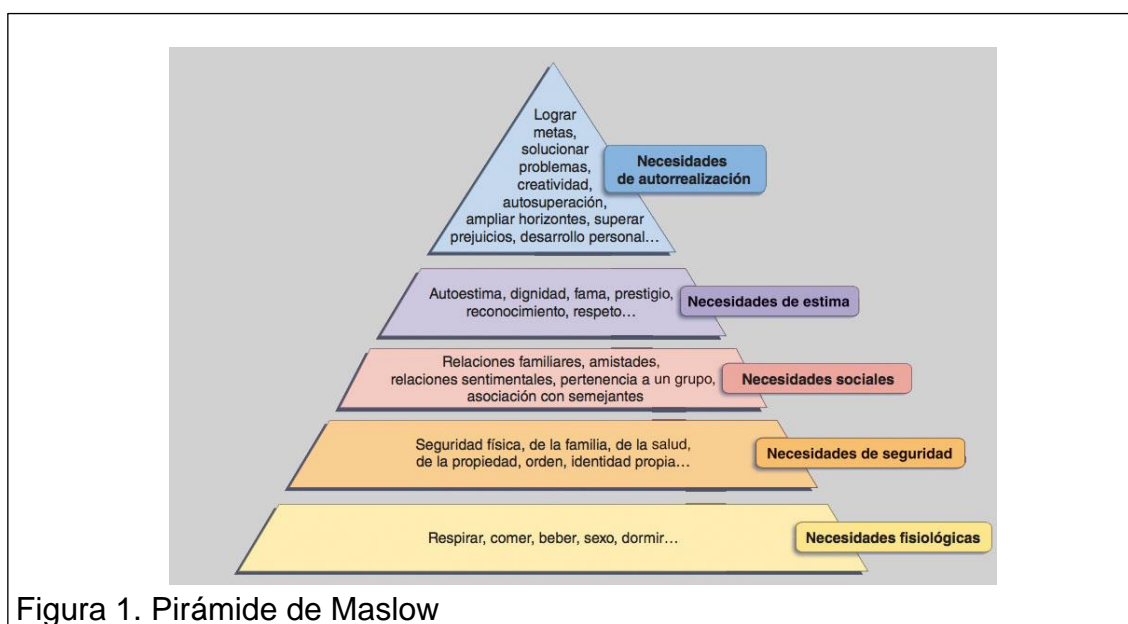 Lograr
metas,
solucionar
problemas,
creatividad,
autosuperación,
ampliar horizontes, superar
prejuicios, desarrollo personal...
Necesidades
de autorrealización
Autoestima, dignidad, fama, prestigio,
reconocimiento, respeto...
Necesidades de estima
Relaciones familiares, amistades,
relaciones sentimentales, pertenencia a un grupo,
asociación con semejantes
Necesidades sociales
Seguridad física, de la familia, de la salud,
de la propiedad, orden, identidad propia...
Necesidades de seguridad
Respirar, comer, beber, sexo, dormir...
Necesidades fisiológicas
Figura 1. Pirámide de Maslow